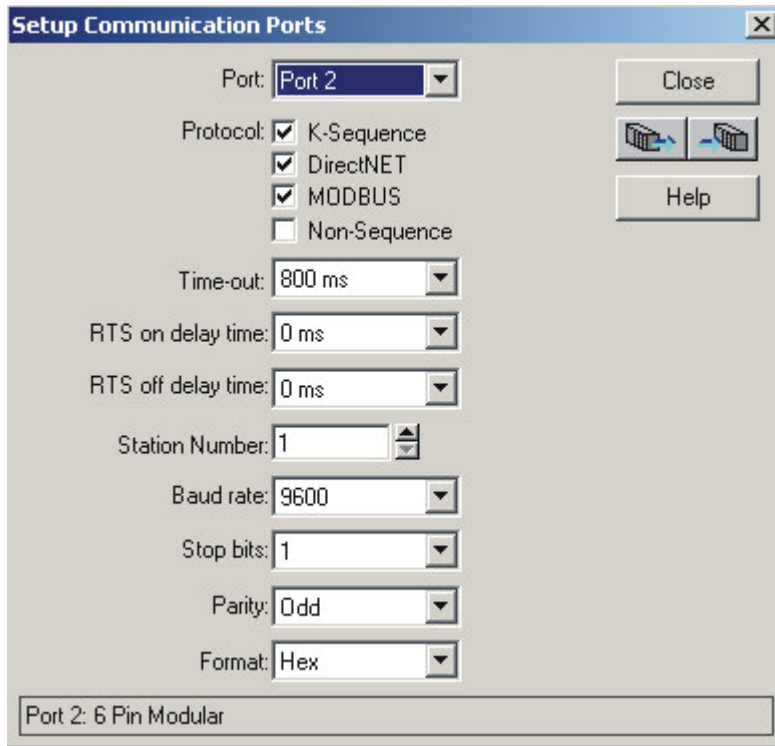 Setup Communication Ports
Port: Port 2
Close
Protocol: K-Sequence
DirectNET
MODBUS
Help
Non-Sequence
Time-out: 800 ms
RTS on delay time: 0 ms
RTS off delay time: 0 ms
Station Number: 1
Baud rate: 9600
Stop bits: 1
Parity: Odd
Format: Hex
Port 2: 6 Pin Modular